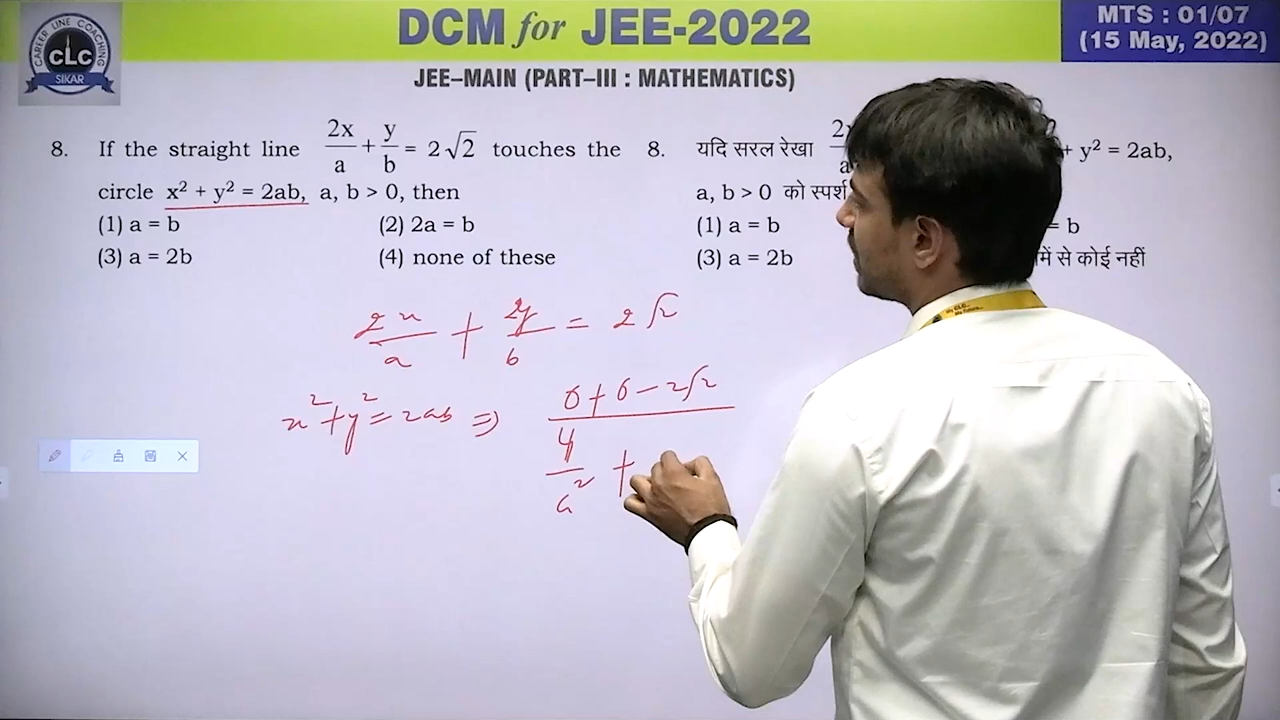 CAREER LINE COACHING
CLC
SIKAR
DCM for JEE-2022
MTS : 01/07
(15 May, 2022)
JEE–MAIN (PART–III : MATHEMATICS)
8. If the straight line 2x/a + y/b = 2√2 touches the
circle x² + y² = 2ab, a, b > 0, then
(1) a = b (2) 2a = b
(3) a = 2b (4) none of these
8. यदि सरल रेखा + y² = 2ab,
a, b > 0 को स्पर्श
(1) a = b = b
(3) a = 2b में से कोई नहीं
2x/a + 2y/b = 2√2
x² + y² = 2ab ⇒ 0 + 0 − 2√2
4/a² +